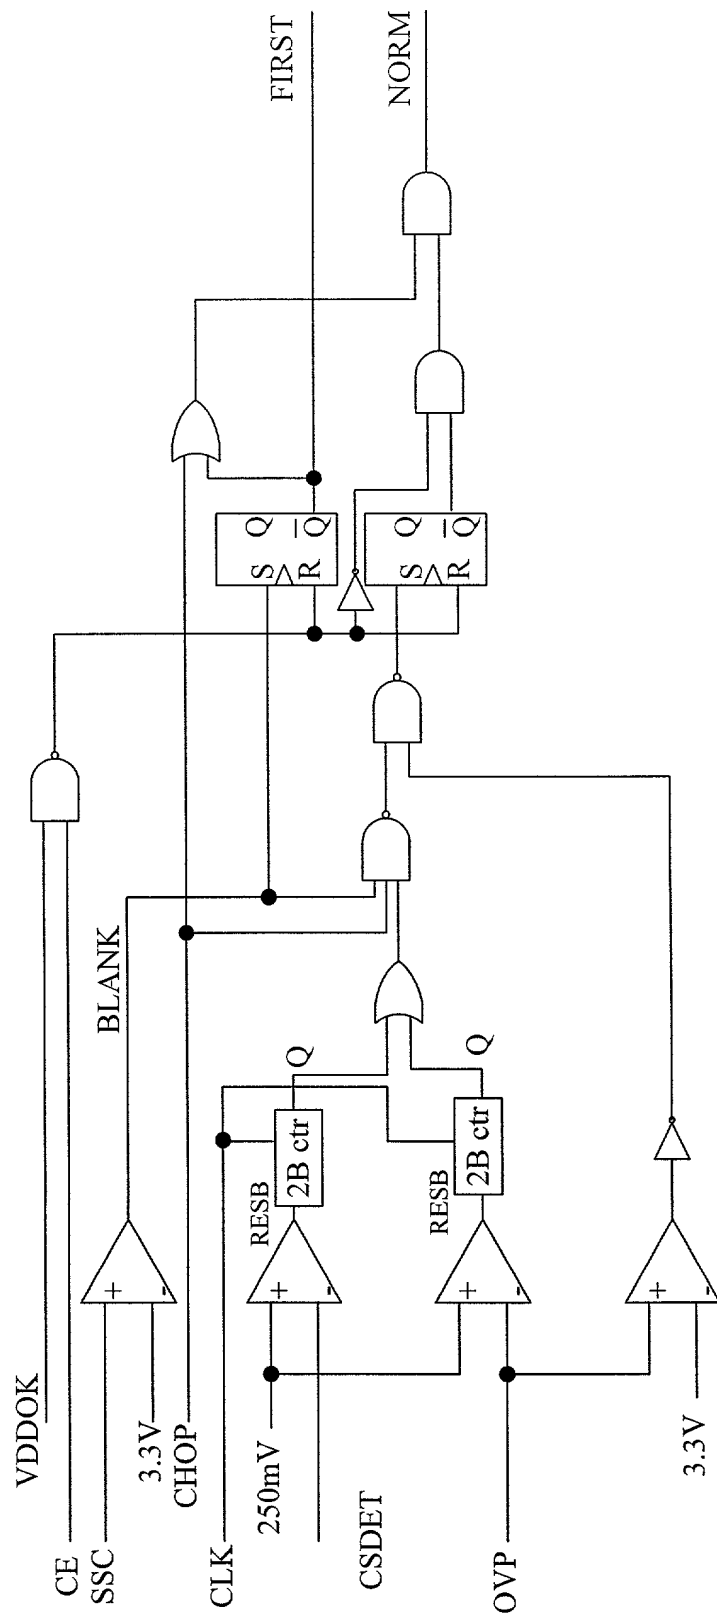 VDDOK
CE
SSC
3.3V
CHOP
CLK
250mV
CSDET
OVP
3.3V
+
-
+
-
+
-
+
-
BLANK
RESB
2B ctr
Q
RESB
2B ctr
Q
S Q
R Q
S Q
R Q
FIRST
NORM